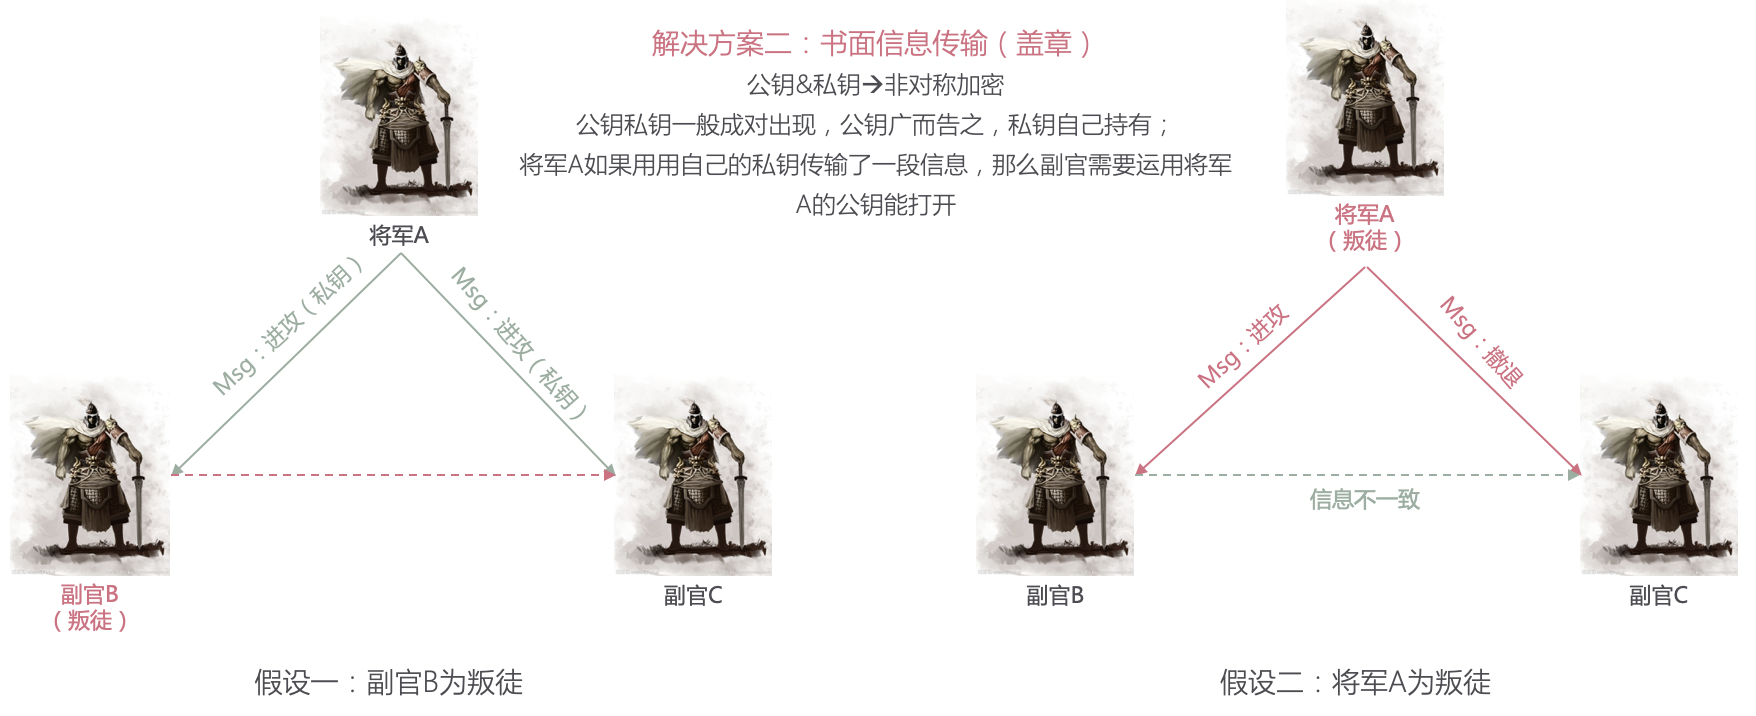 解决方案二：书面信息传输（盖章）
公钥&私钥→非对称加密
公钥私钥一般成对出现，公钥广而告之，私钥自己持有；
将军A如果用用自己的私钥传输了一段信息，那么副官需要运用将军
A的公钥能打开
将军A
Msg：进攻（私钥）
Msg：进攻（私钥）
副官B
（叛徒）
副官C
假设一：副官B为叛徒
将军A
（叛徒）
Msg：进攻
Msg：撤退
信息不一致
副官B
副官C
假设二：将军A为叛徒